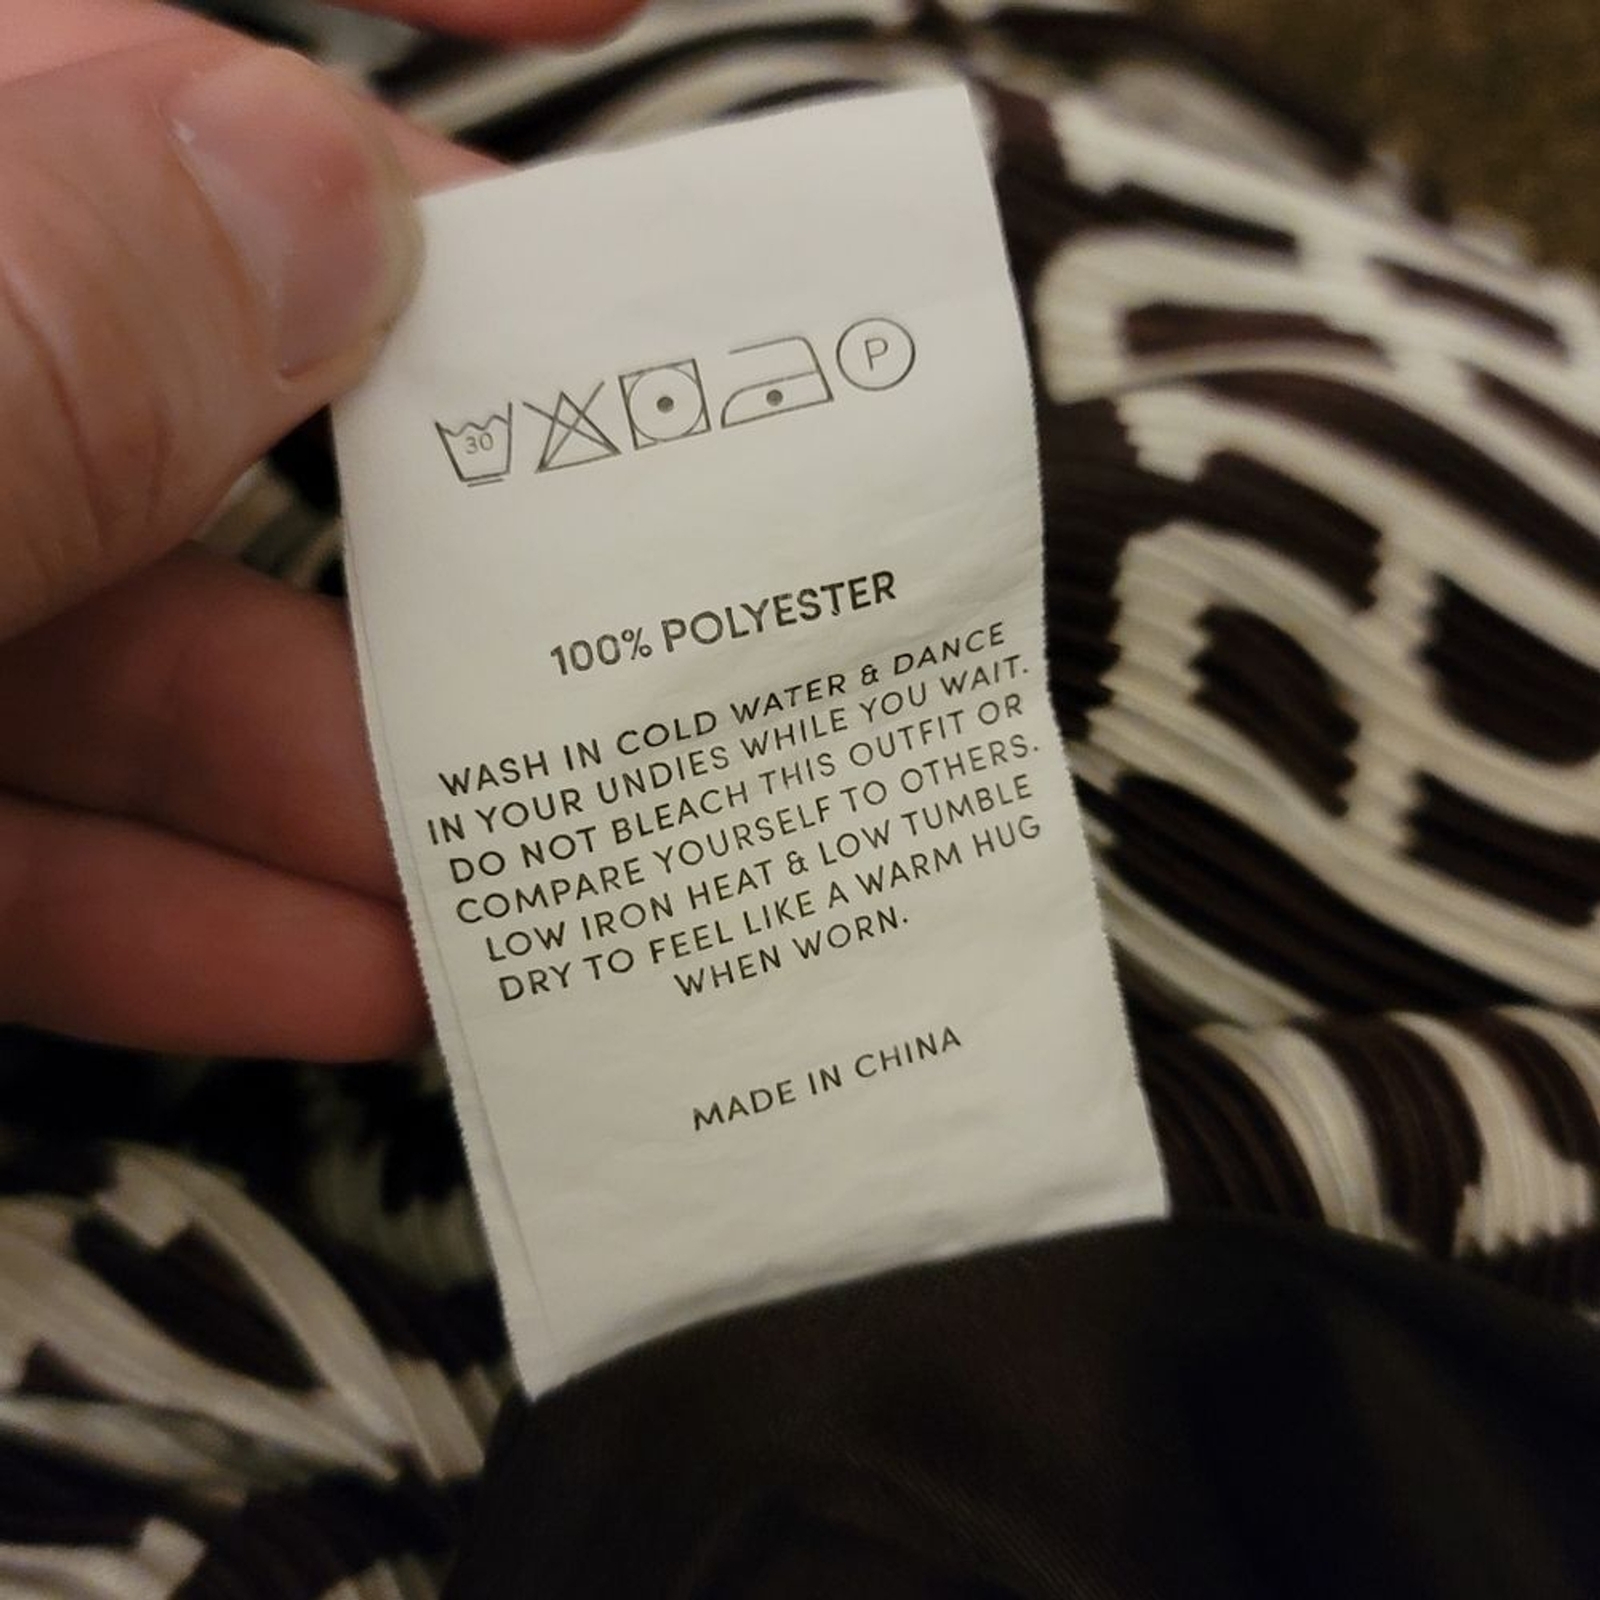 30 P
100% POLYESTER
WASH IN COLD WATER & DANCE
IN YOUR UNDIES WHILE YOU WAIT.
DO NOT BLEACH THIS OUTFIT OR
COMPARE YOURSELF TO OTHERS.
LOW IRON HEAT & LOW TUMBLE
DRY TO FEEL LIKE A WARM HUG
WHEN WORN.
MADE IN CHINA